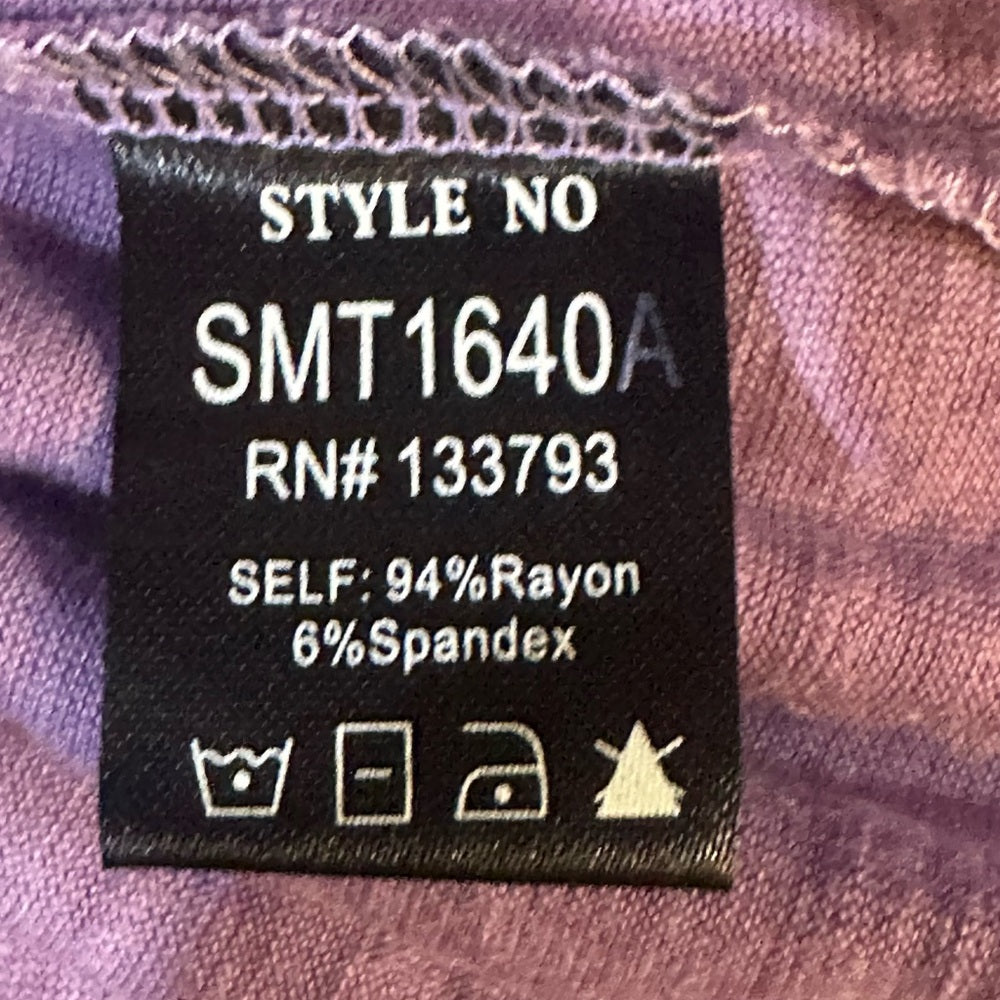 STYLE NO
SMT1640A
RN# 133793
SELF: 94%Rayon
6%Spandex